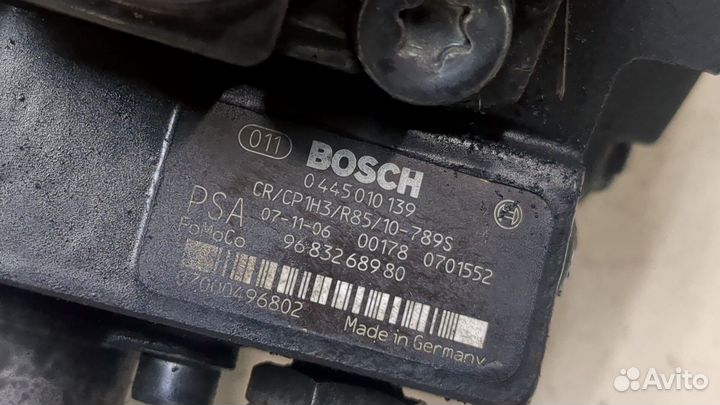 011 BOSCH
0 445 010 139
CR/CP1H3/R85/10-789S
PSA 07-11-06 00178 0701552
FoMoCo 96 832 689 80
97000496802
Made in Germany
Avito